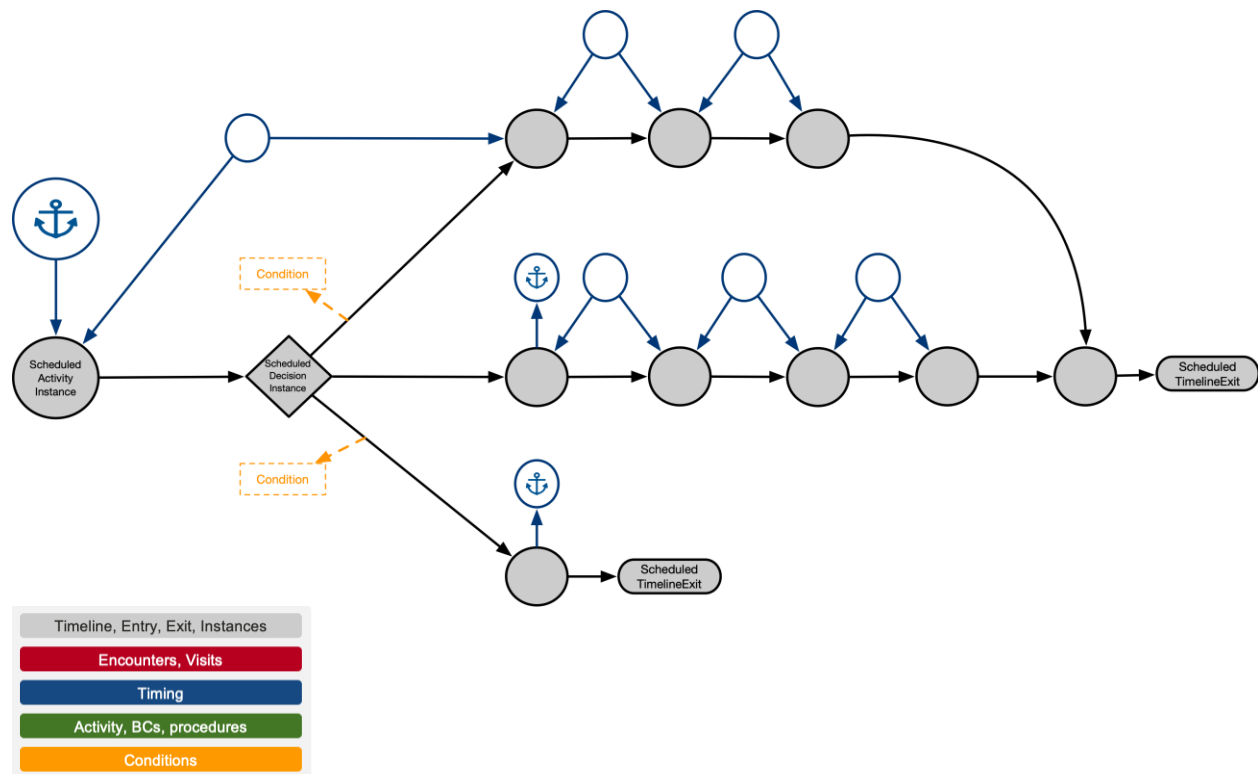 Condition
Scheduled
Activity
Instance
Scheduled
Decision
Instance
Scheduled
TimelineExit
Condition
Scheduled
TimelineExit
Timeline, Entry, Exit, Instances
Encounters, Visits
Timing
Activity, BCs, procedures
Conditions